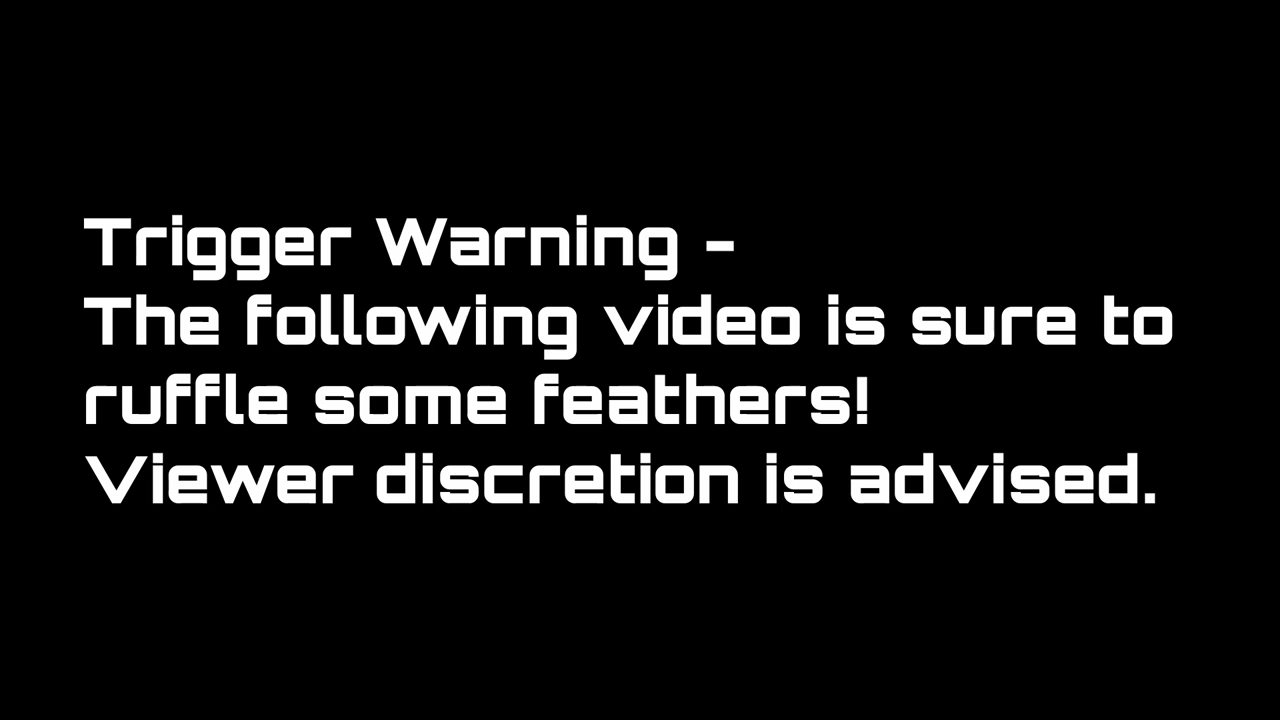 Trigger Warning -
The following video is sure to
ruffle some feathers!
Viewer discretion is advised.